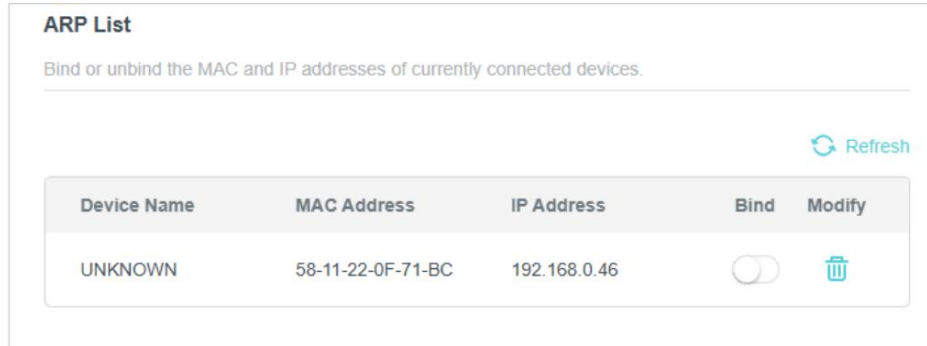 ARP List
Bind or unbind the MAC and IP addresses of currently connected devices.
Refresh
Device Name MAC Address IP Address Bind Modify
UNKNOWN 58-11-22-0F-71-BC 192.168.0.46